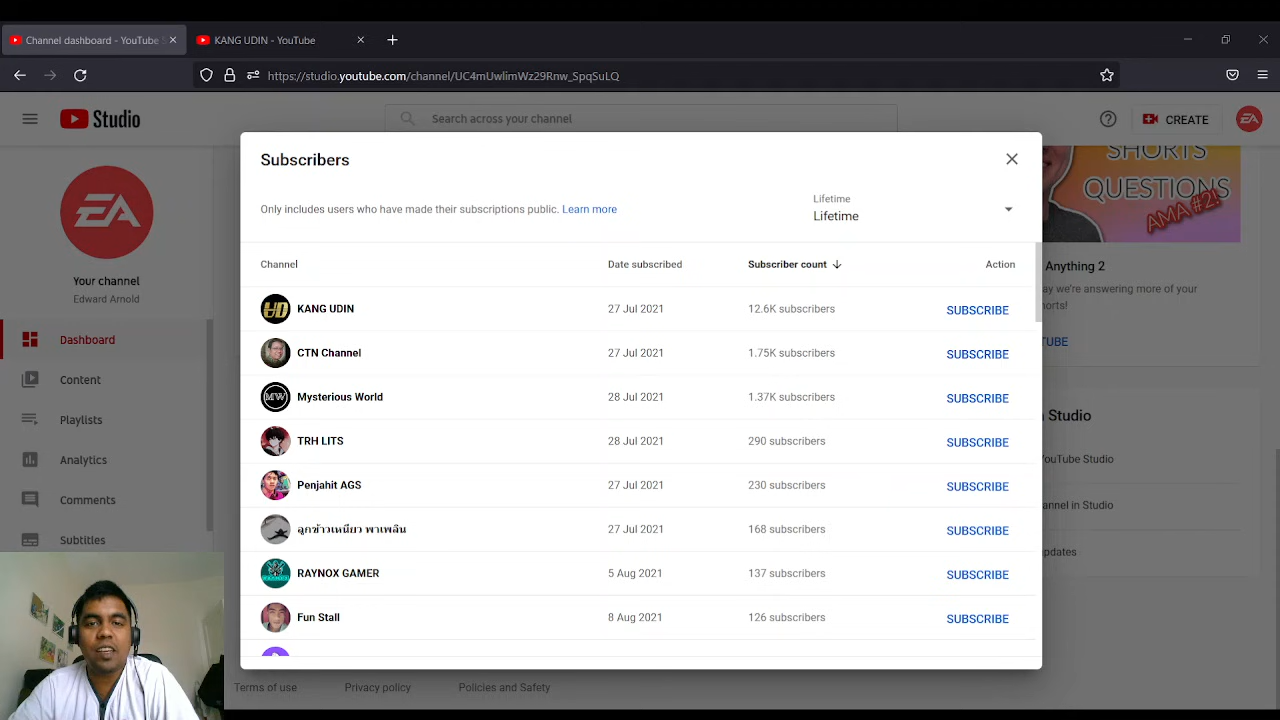 Channel dashboard - YouTube S
KANG UDIN - YouTube
https://studio.youtube.com/channel/UC4mUwlimWz29Rnw_SpqSuLQ
Studio
Search across your channel
CREATE
EA
EA
Your channel
Edward Arnold
Dashboard
Content
Playlists
Analytics
Comments
Subtitles
Subscribers
Only includes users who have made their subscriptions public. Learn more
Lifetime
Lifetime
Channel Date subscribed Subscriber count Action
UD KANG UDIN 27 Jul 2021 12.6K subscribers SUBSCRIBE
CTN Channel 27 Jul 2021 1.75K subscribers SUBSCRIBE
MW Mysterious World 28 Jul 2021 1.37K subscribers SUBSCRIBE
TRH LITS 28 Jul 2021 290 subscribers SUBSCRIBE
Penjahit AGS 27 Jul 2021 230 subscribers SUBSCRIBE
ลูกข้าวเหนียว พาเพลิน 27 Jul 2021 168 subscribers SUBSCRIBE
RAYNOX GAMER 5 Aug 2021 137 subscribers SUBSCRIBE
Fun Stall 8 Aug 2021 126 subscribers SUBSCRIBE
SHORTS
QUESTIONS
AMA #2!
Anything 2
ay we're answering more of your
horts!
TUBE
n Studio
YouTube Studio
annel in Studio
updates
Terms of use Privacy policy Policies and Safety